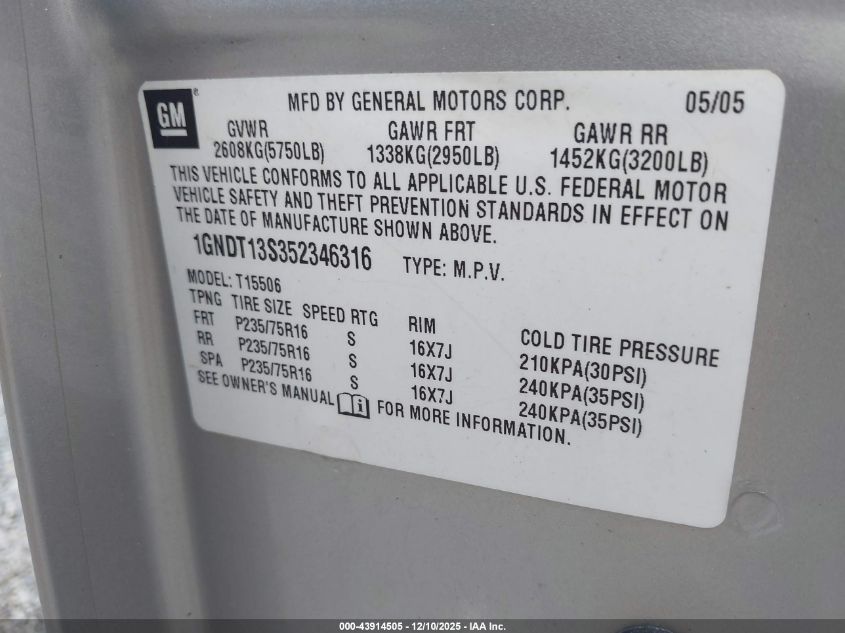 GM
®
MFD BY GENERAL MOTORS CORP. 05/05
GVWR GAWR FRT GAWR RR
2608KG(5750LB) 1338KG(2950LB) 1452KG(3200LB)
THIS VEHICLE CONFORMS TO ALL APPLICABLE U.S. FEDERAL MOTOR
VEHICLE SAFETY AND THEFT PREVENTION STANDARDS IN EFFECT ON
THE DATE OF MANUFACTURE SHOWN ABOVE.
1GNDT13S352346316 TYPE: M.P.V.
MODEL: T15506
TPNG TIRE SIZE SPEED RTG RIM COLD TIRE PRESSURE
FRT P235/75R16 S 16X7J 210KPA(30PSI)
RR P235/75R16 S 16X7J 240KPA(35PSI)
SPA P235/75R16 S 16X7J 240KPA(35PSI)
SEE OWNER'S MANUAL i FOR MORE INFORMATION.
000-43914505 — 12/10/2025 — IAA Inc.